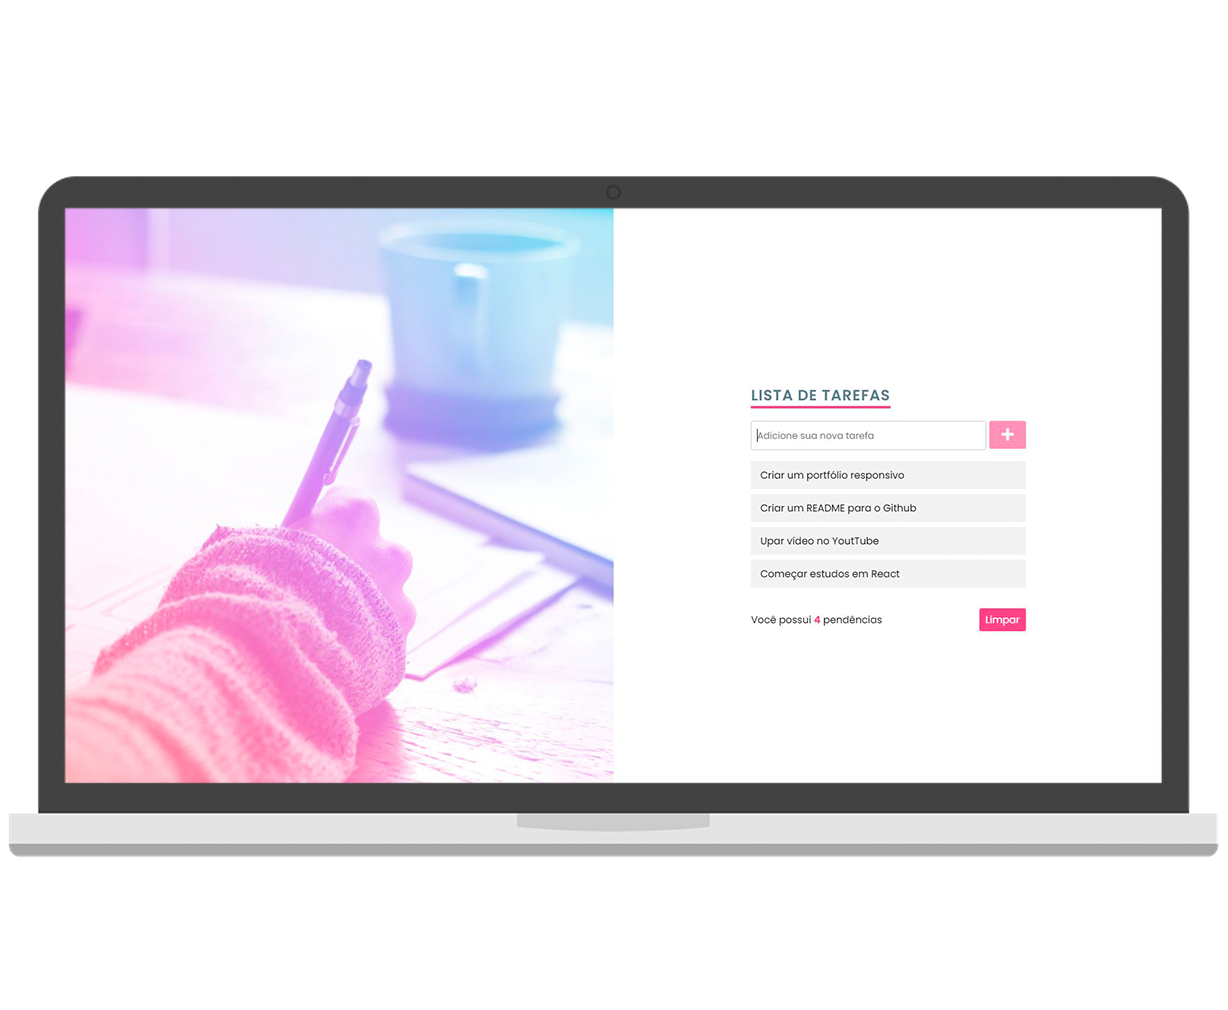 LISTA DE TAREFAS
Adicione sua nova tarefa
+
Criar um portfólio responsivo
Criar um README para o Github
Upar vídeo no YoutTube
Começar estudos em React
Você possui 4 pendências
Limpar